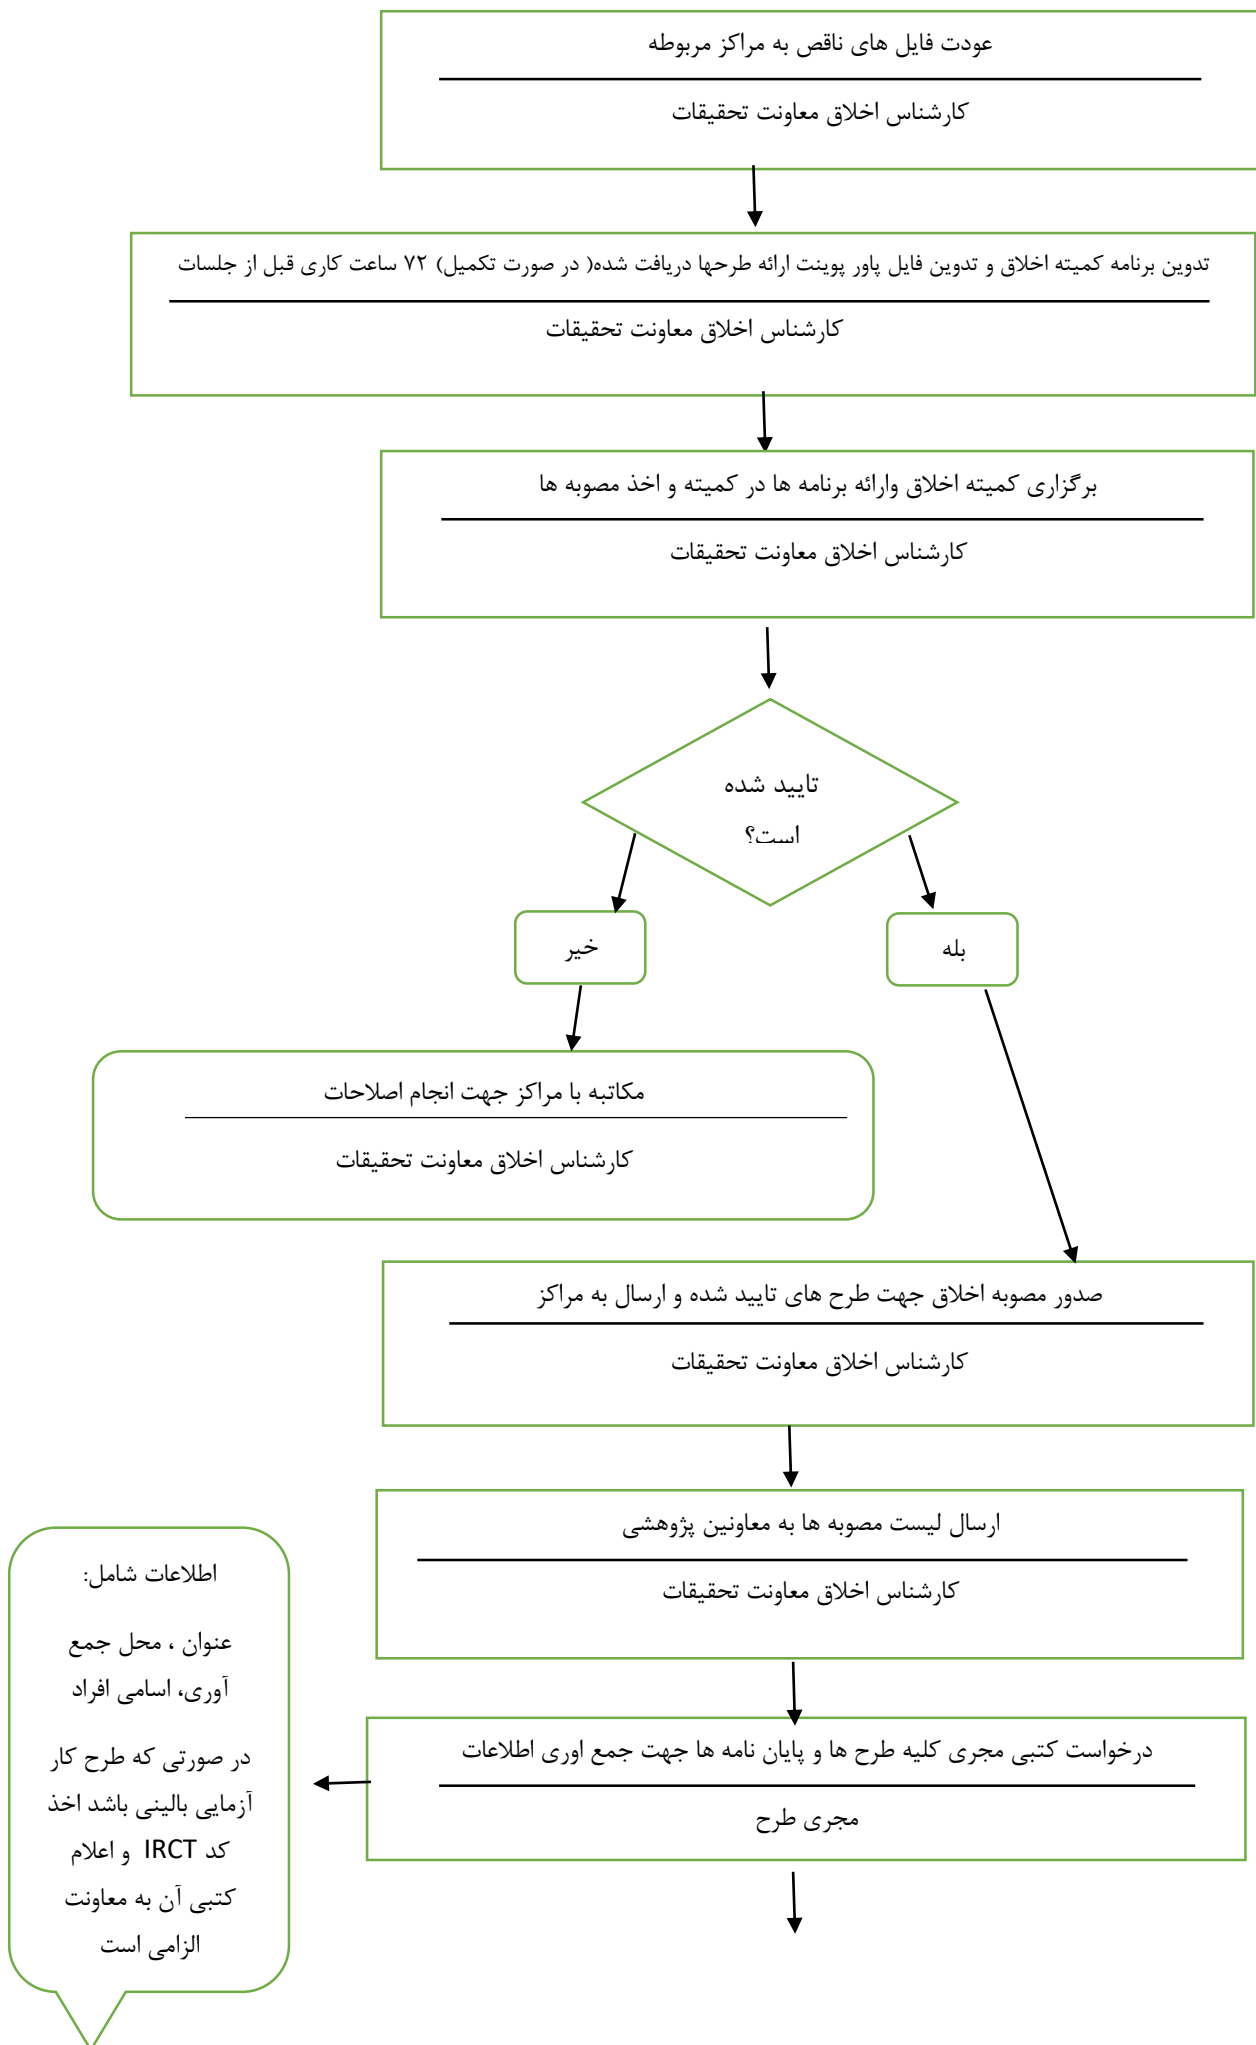 عودت فایل های ناقص به مراکز مربوطه
کارشناس اخلاق معاونت تحقیقات
تدوین برنامه کمیته اخلاق و تدوین فایل پاور پوینت ارائه طرحها دریافت شده( در صورت تکمیل) ۷۲ ساعت کاری قبل از جلسات
کارشناس اخلاق معاونت تحقیقات
برگزاری کمیته اخلاق وارائه برنامه ها در کمیته و اخذ مصوبه ها
کارشناس اخلاق معاونت تحقیقات
تایید شده
است؟
بله
خیر
مکاتبه با مراکز جهت انجام اصلاحات
کارشناس اخلاق معاونت تحقیقات
صدور مصوبه اخلاق جهت طرح های تایید شده و ارسال به مراکز
کارشناس اخلاق معاونت تحقیقات
ارسال لیست مصوبه ها به معاونین پژوهشی
کارشناس اخلاق معاونت تحقیقات
درخواست کتبی مجری کلیه طرح ها و پایان نامه ها جهت جمع اوری اطلاعات
مجری طرح
اطلاعات شامل:
عنوان ، محل جمع
آوری، اسامی افراد
در صورتی که طرح کار
آزمایی بالینی باشد اخذ
کد IRCT و اعلام
کتبی آن به معاونت
الزامی است